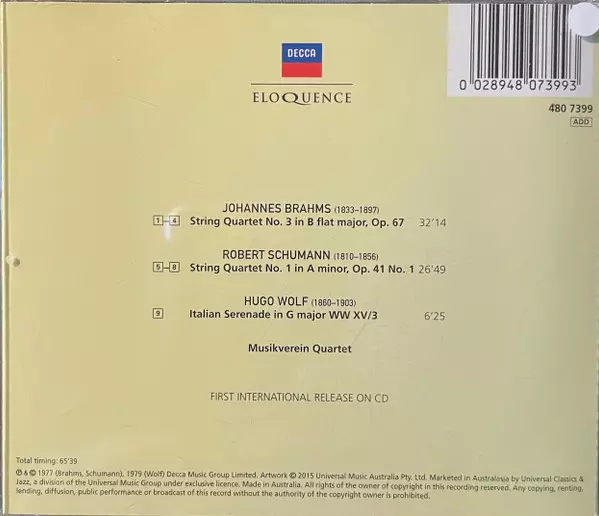 DECCA
ELOQUENCE
0 028948 073993
480 7399
ADD
JOHANNES BRAHMS (1833–1897)
1–4 String Quartet No. 3 in B flat major, Op. 67 32'14
ROBERT SCHUMANN (1810–1856)
5–8 String Quartet No. 1 in A minor, Op. 41 No. 1 26'49
HUGO WOLF (1860–1903)
9 Italian Serenade in G major WW XV/3 6'25
Musikverein Quartet
FIRST INTERNATIONAL RELEASE ON CD
Total timing: 65'39
℗ & © 1977 (Brahms, Schumann), 1979 (Wolf) Decca Music Group Limited. Artwork © 2015 Universal Music Australia Pty. Ltd. Marketed in Australasia by Universal Classics &
Jazz, a division of the Universal Music Group under exclusive licence. Made in Australia. All rights of the owner of copyright in this recording reserved. Any copying, renting,
lending, diffusion, public performance or broadcast of this record without the authority of the copyright owner is prohibited.